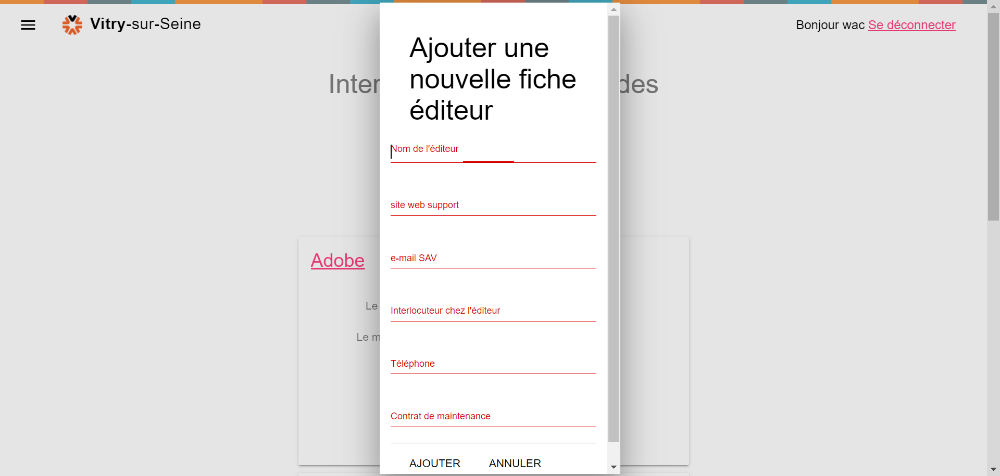 Vitry-sur-Seine
Bonjour wac Se déconnecter
Inter
des
Ajouter une
nouvelle fiche
éditeur
Nom de l'éditeur
site web support
e-mail SAV
Interlocuteur chez l'éditeur
Téléphone
Contrat de maintenance
AJOUTER ANNULER
Adobe
Le
Le m